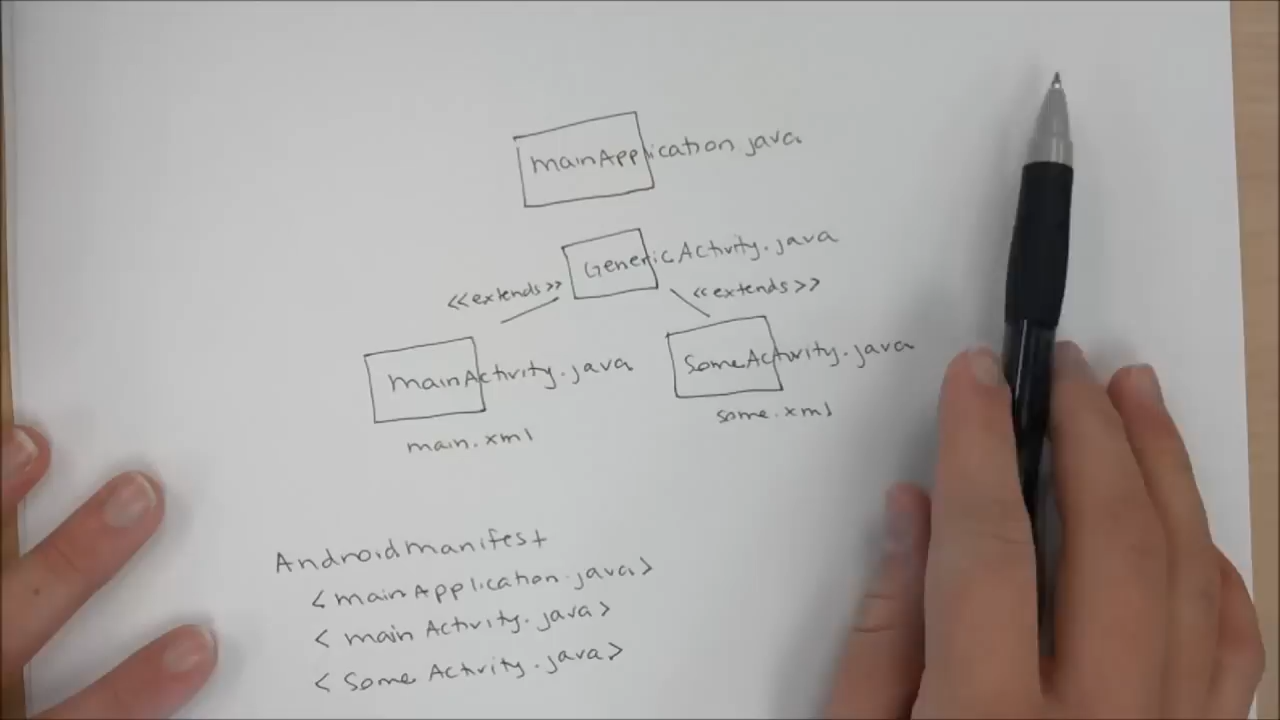 mainApplication java
GenericActivity.java
<<extends>>
<<extends>>
mainActivity.java
SomeActivity.java
main.xml
some.xml
Androidmanifest
<mainApplication.java>
<main Activity.java>
<Some Activity.java>